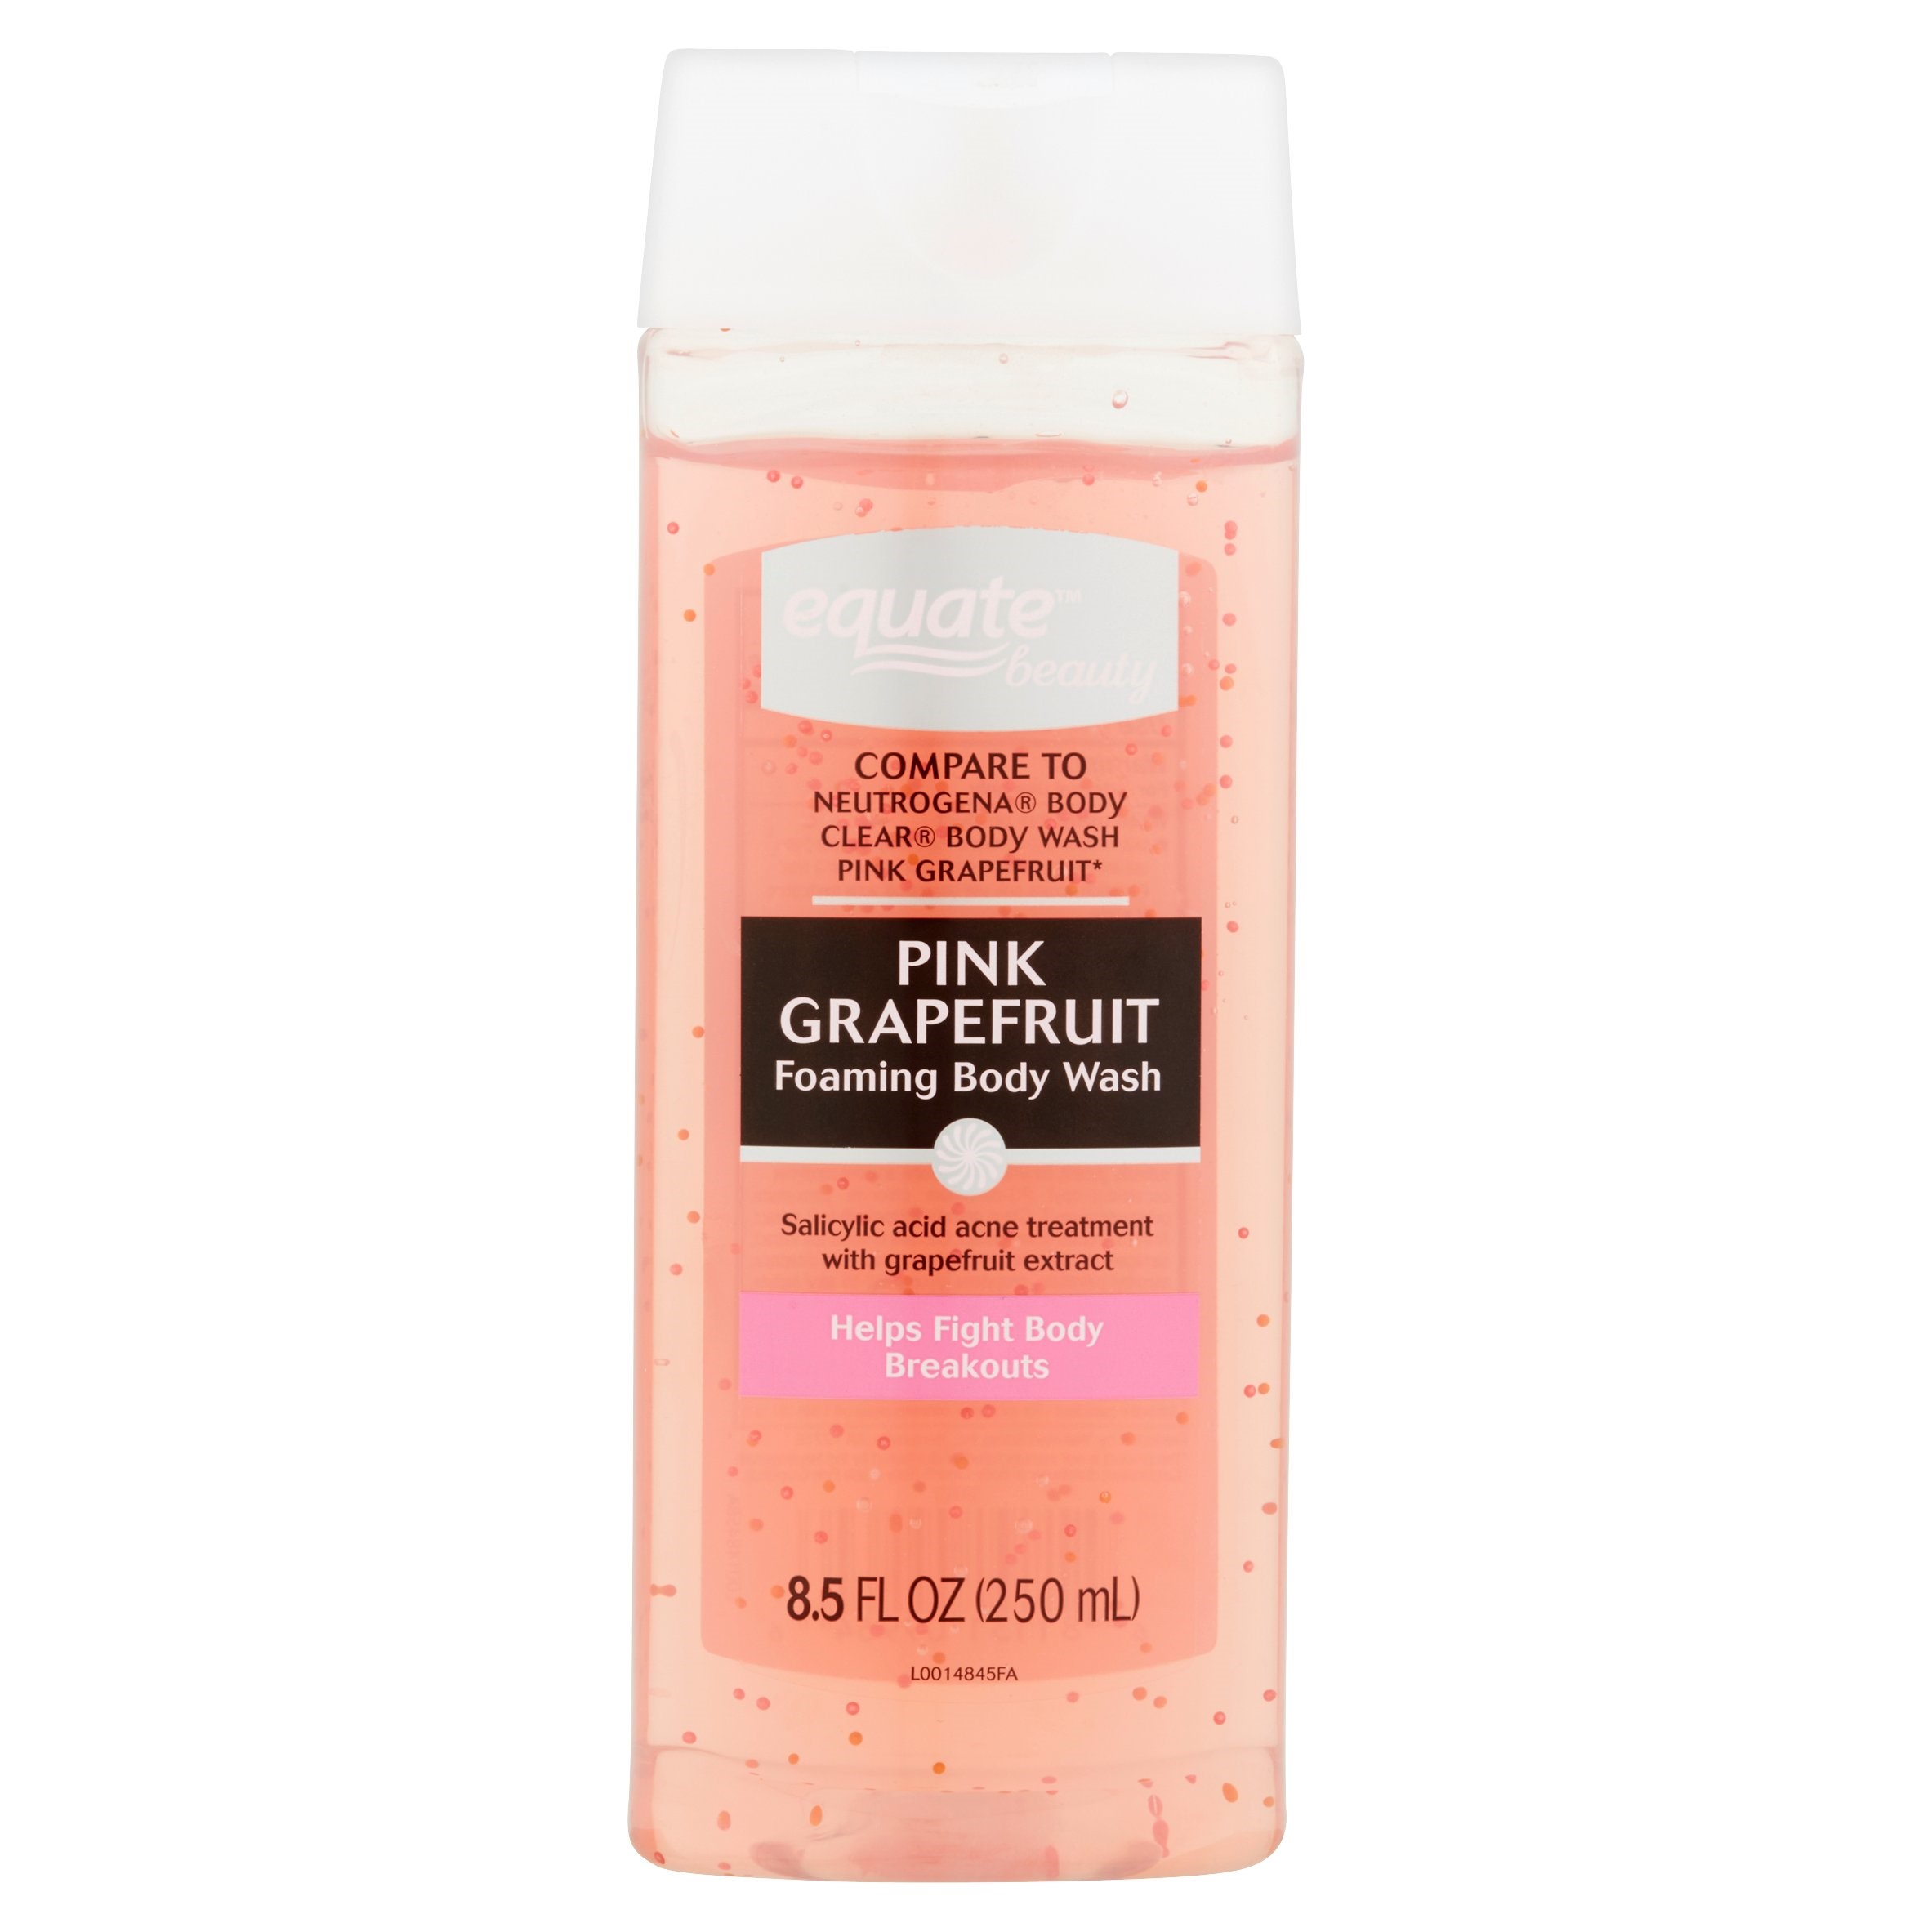 equate™
beauty
COMPARE TO
NEUTROGENA® BODY
CLEAR® BODY WASH
PINK GRAPEFRUIT*
PINK
GRAPEFRUIT
Foaming Body Wash
Salicylic acid acne treatment
with grapefruit extract
Helps Fight Body
Breakouts
8.5 FL OZ (250 mL)
L0014845FA